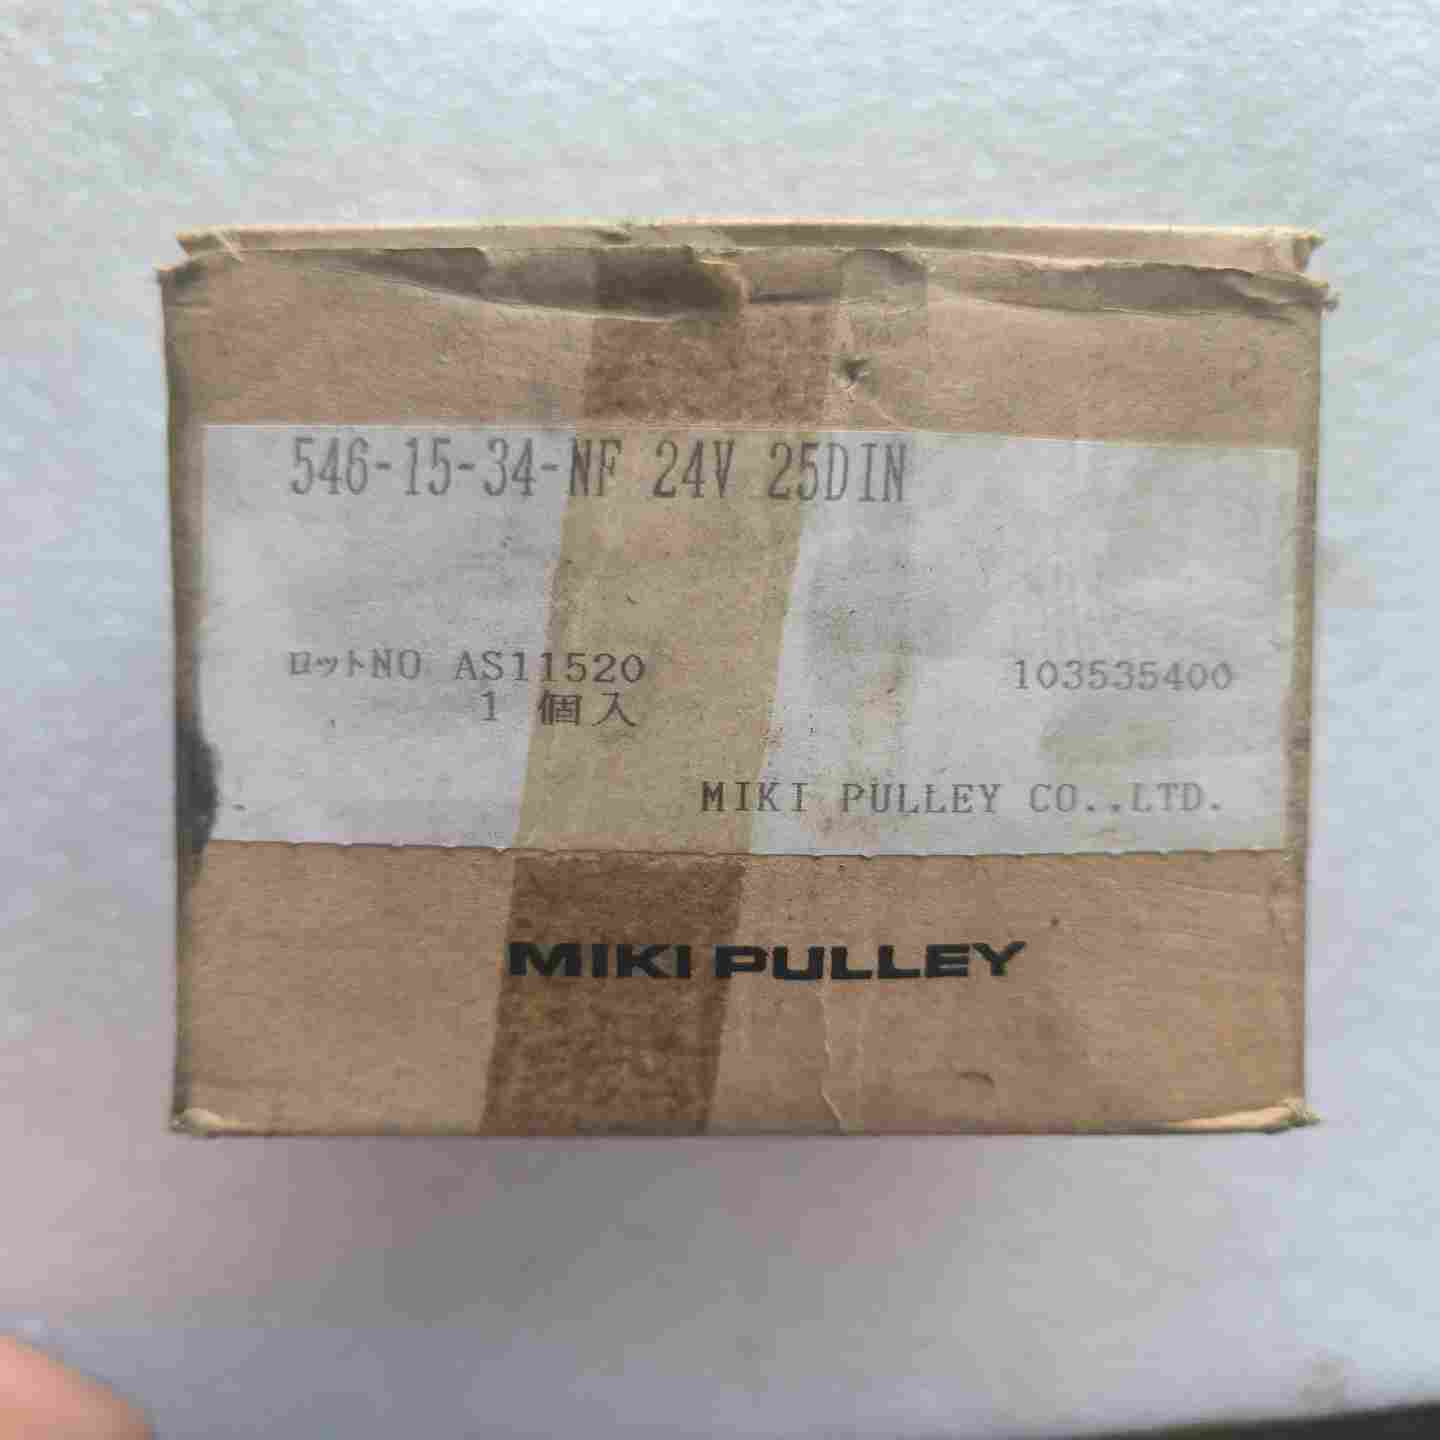 546-15-34-NF 24V 25DIN
ロットNO AS11520 103535400
1 個入
MIKI PULLEY CO.,LTD.
MIKI PULLEY